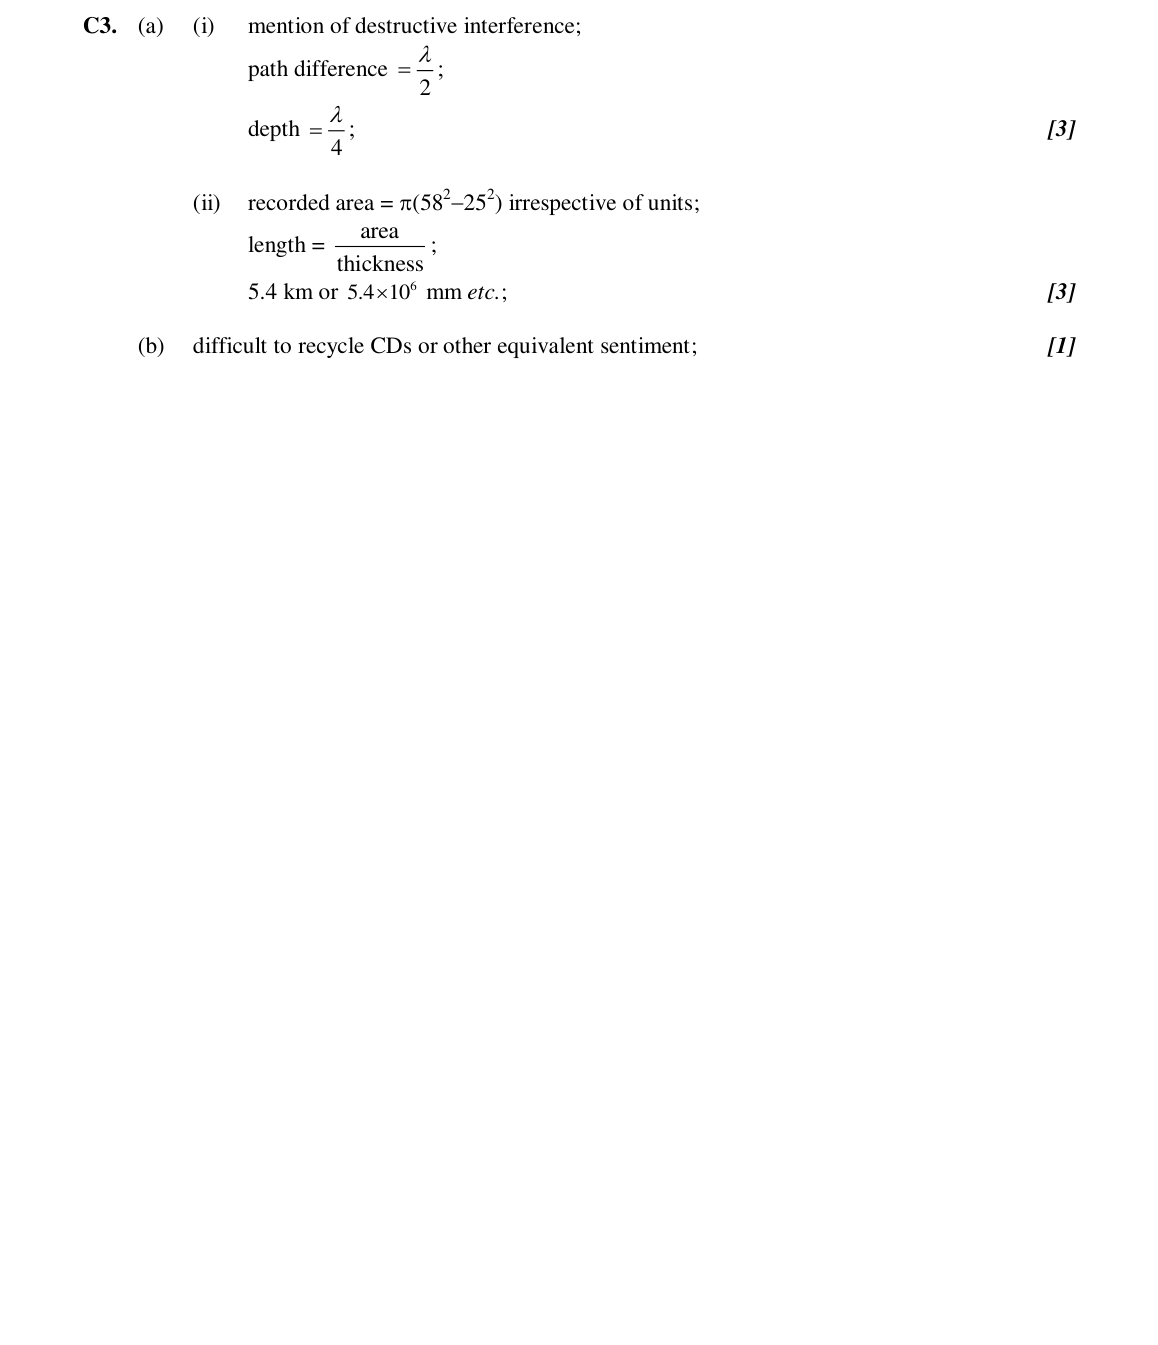 C3. (a) (i) mention of destructive interference;
path difference = λ/2;
depth = λ/4; [3]
(ii) recorded area = π(58²–25²) irrespective of units;
length = area/thickness;
5.4 km or 5.4×10⁶ mm etc.; [3]
(b) difficult to recycle CDs or other equivalent sentiment; [1]